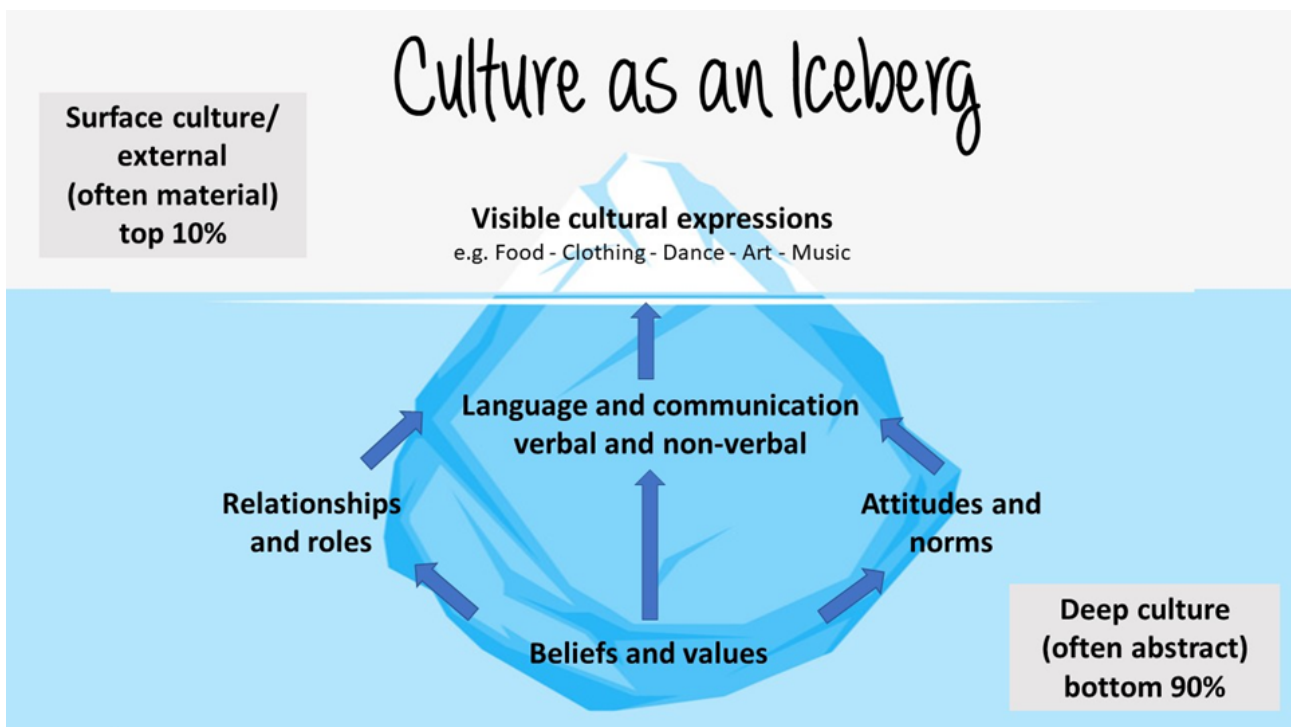 Culture as an Iceberg
Surface culture/
external
(often material)
top 10%
Visible cultural expressions
e.g. Food - Clothing - Dance - Art - Music
Language and communication
verbal and non-verbal
Relationships
and roles
Attitudes and
norms
Beliefs and values
Deep culture
(often abstract)
bottom 90%